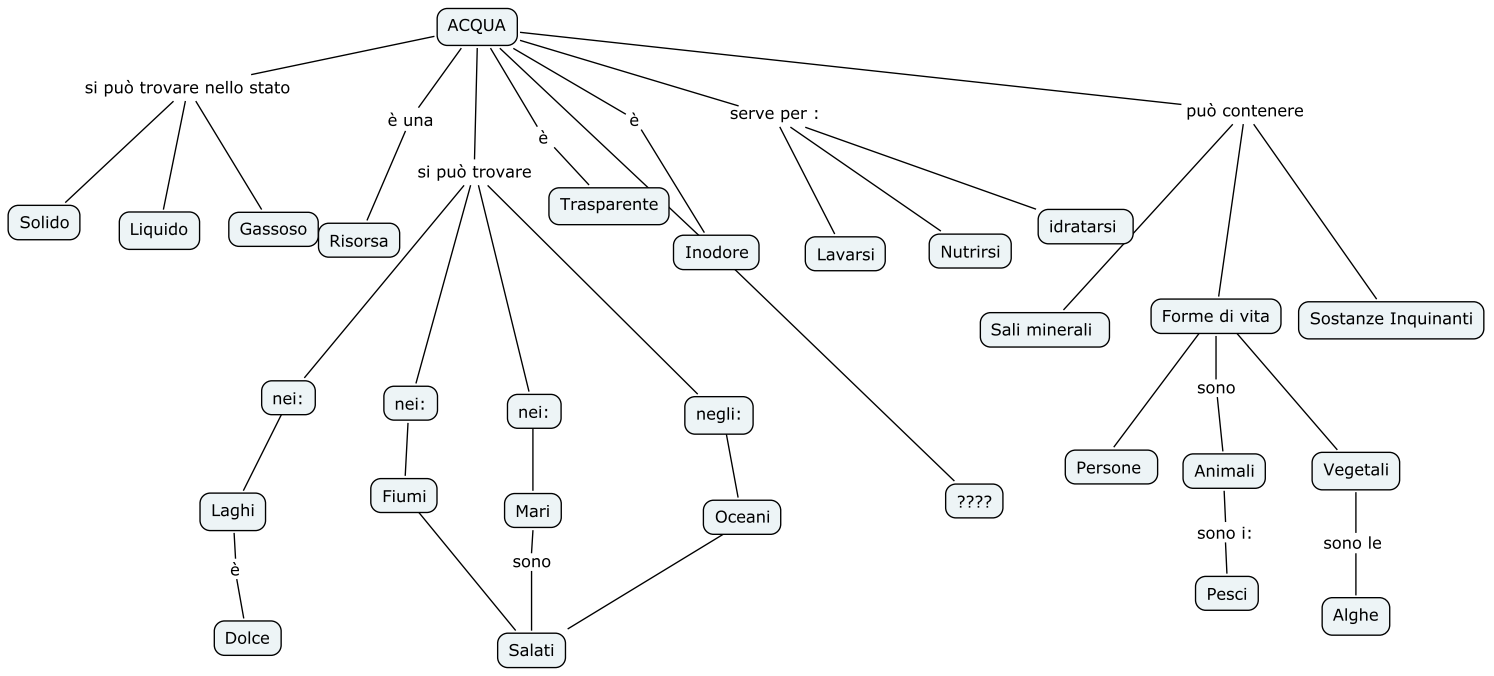 ACQUA
si può trovare nello stato
è una
è
è
serve per :
può contenere
si può trovare
Solido
Liquido
Gassoso
Risorsa
Trasparente
Inodore
Lavarsi
Nutrirsi
idratarsi
Sali minerali
Forme di vita
Sostanze Inquinanti
nei:
nei:
nei:
negli:
sono
Persone
Animali
Vegetali
Laghi
Fiumi
Mari
Oceani
????
sono i:
sono le
è
sono
Pesci
Alghe
Dolce
Salati